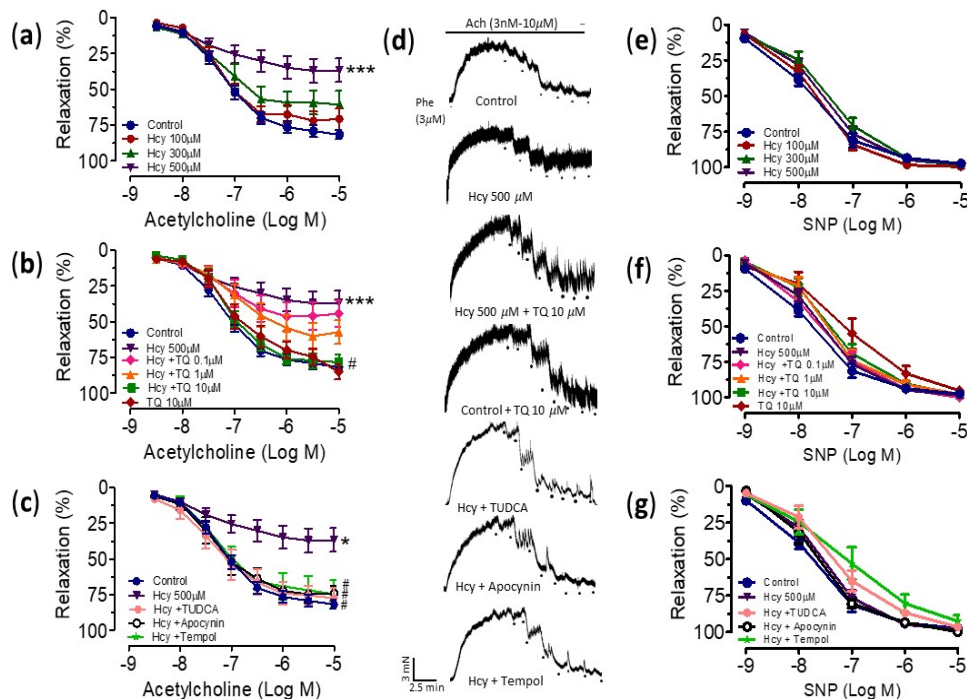 (a)
Relaxation (%)
0
25
50
75
100
***
Control
Hcy 100µM
Hcy 300µM
Hcy 500µM
-9 -8 -7 -6 -5
Acetylcholine (Log M)
(b)
Relaxation (%)
0
25
50
75
100
***
#
Control
Hcy 500µM
Hcy +TQ 0.1µM
Hcy +TQ 1µM
Hcy +TQ 10µM
TQ 10µM
-9 -8 -7 -6 -5
Acetylcholine (Log M)
(c)
Relaxation (%)
0
25
50
75
100
*
#
#
#
Control
Hcy 500µM
Hcy +TUDCA
Hcy +Apocynin
Hcy +Tempol
-9 -8 -7 -6 -5
Acetylcholine (Log M)
(d)
Ach (3nM-10µM)
Phe
(3µM)
Control
Hcy 500 µM
Hcy 500 µM + TQ 10 µM
Control + TQ 10 µM
Hcy + TUDCA
Hcy + Apocynin
Hcy + Tempol
3 mN
2.5 min
(e)
Relaxation (%)
0
25
50
75
100
Control
Hcy 100µM
Hcy 300µM
Hcy 500µM
-9 -8 -7 -6 -5
SNP (Log M)
(f)
Relaxation (%)
0
25
50
75
100
Control
Hcy 500µM
Hcy +TQ 0.1µM
Hcy +TQ 1µM
Hcy +TQ 10µM
TQ 10µM
-9 -8 -7 -6 -5
SNP (Log M)
(g)
Relaxation (%)
0
25
50
75
100
Control
Hcy 500µM
Hcy +TUDCA
Hcy + Apocynin
Hcy + Tempol
-9 -8 -7 -6 -5
SNP (Log M)